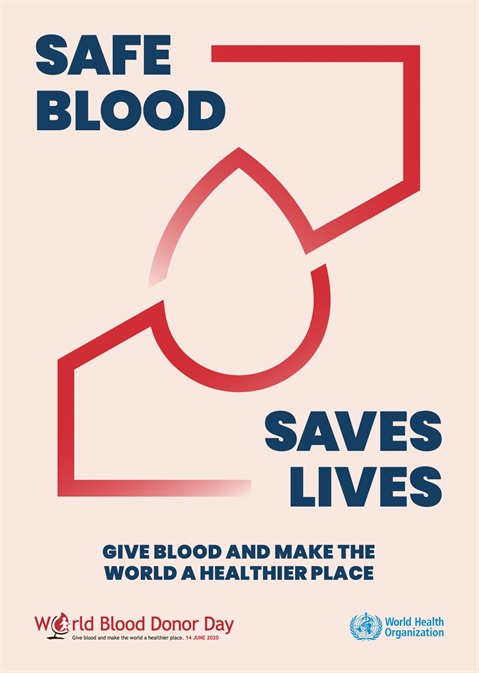 SAFE
BLOOD
SAVES
LIVES
GIVE BLOOD AND MAKE THE
WORLD A HEALTHIER PLACE
World Blood Donor Day
Give blood and make the world a healthier place. 14 JUNE 2020
World Health
Organization